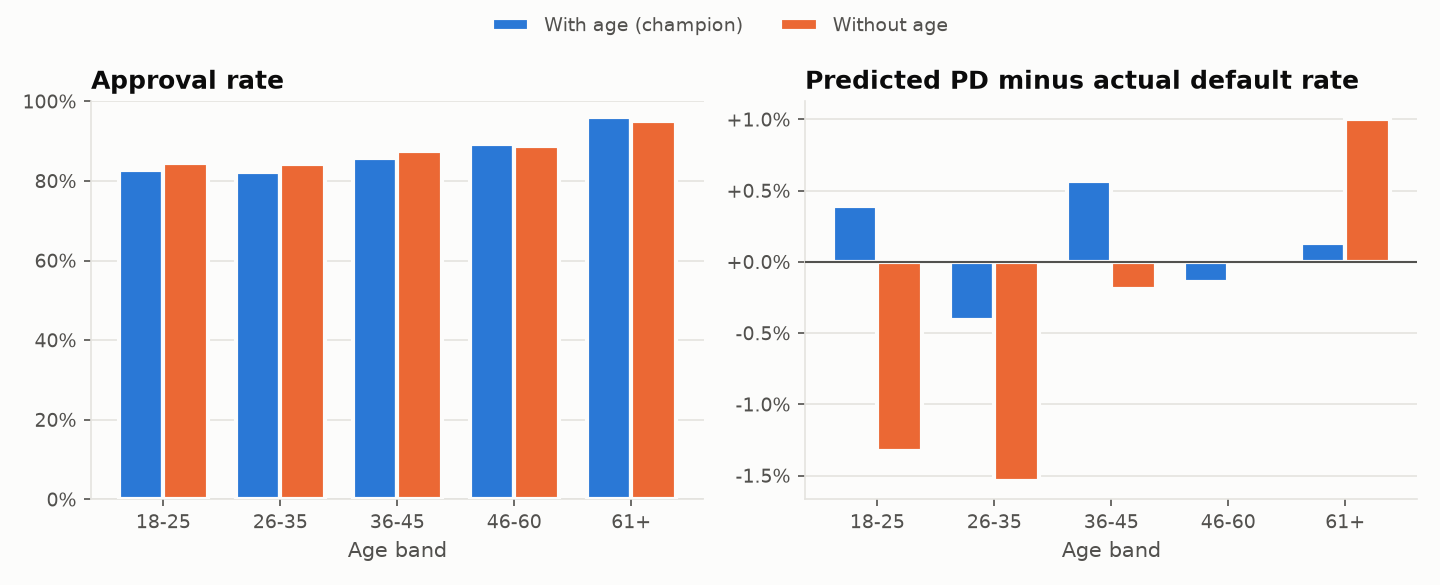 With age (champion) Without age
Approval rate
100%
80%
60%
40%
20%
0%
18-25 26-35 36-45 46-60 61+
Age band
Predicted PD minus actual default rate
+1.0%
+0.5%
+0.0%
-0.5%
-1.0%
-1.5%
18-25 26-35 36-45 46-60 61+
Age band